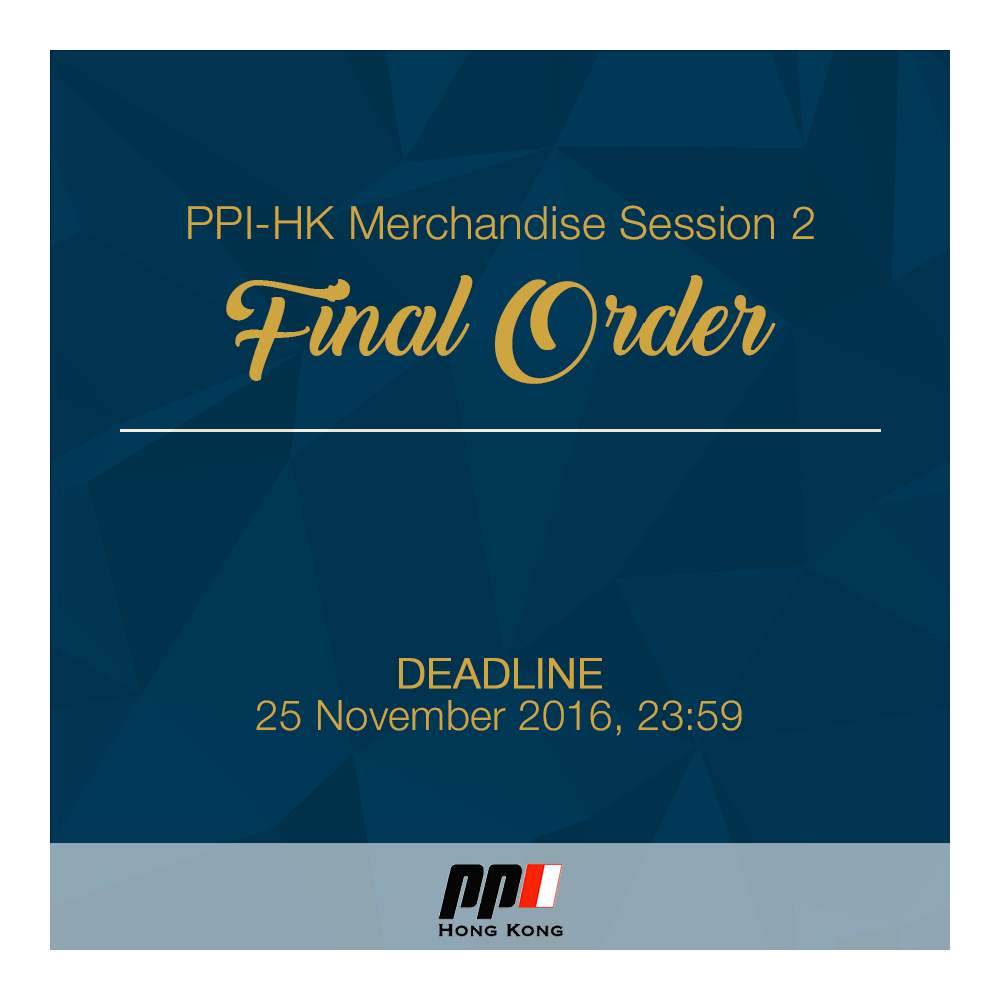 PPI-HK Merchandise Session 2
Final Order
DEADLINE
25 November 2016, 23:59
PPI
HONG KONG